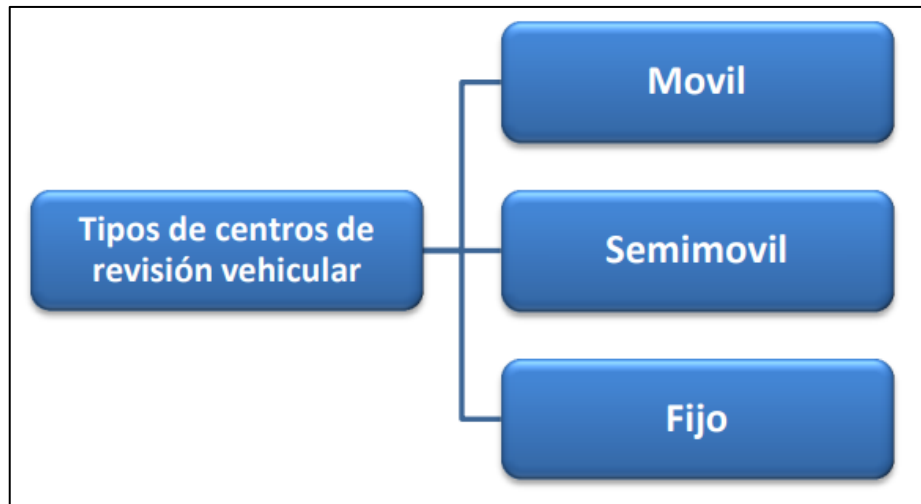 Tipos de centros de
revisión vehicular
Movil
Semimovil
Fijo